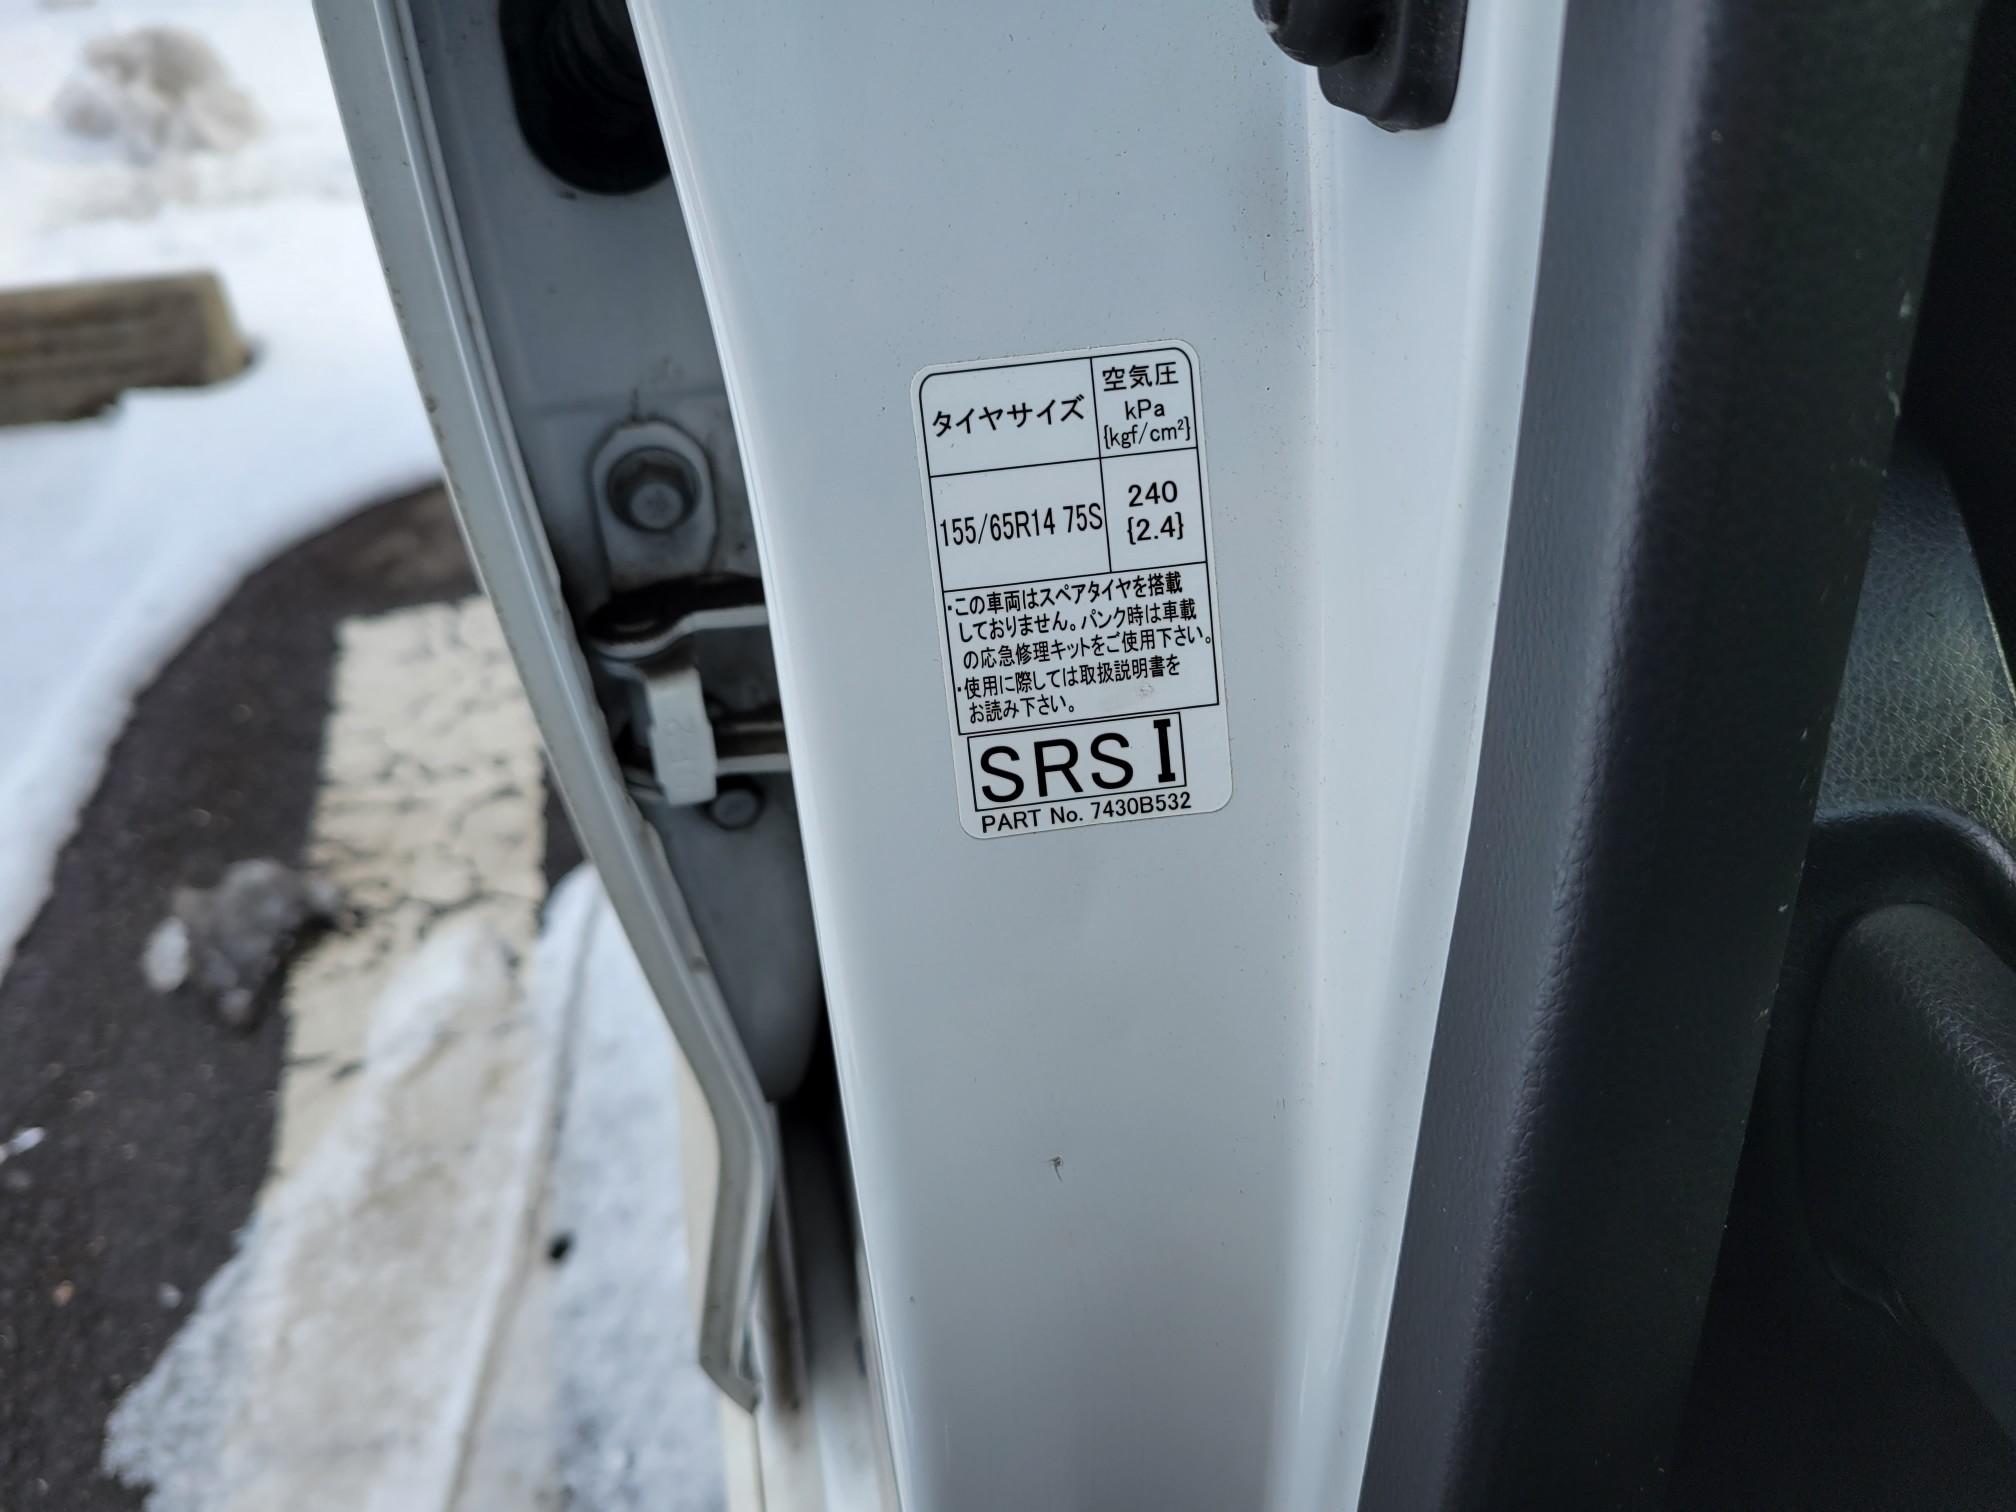 タイヤサイズ
空気圧
kPa
{kgf/cm²}
155/65R14 75S
240
{2.4}
・この車両はスペアタイヤを搭載
しておりません。パンク時は車載
の応急修理キットをご使用下さい。
・使用に際しては取扱説明書を
お読み下さい。
SRS I
PART No. 7430B532